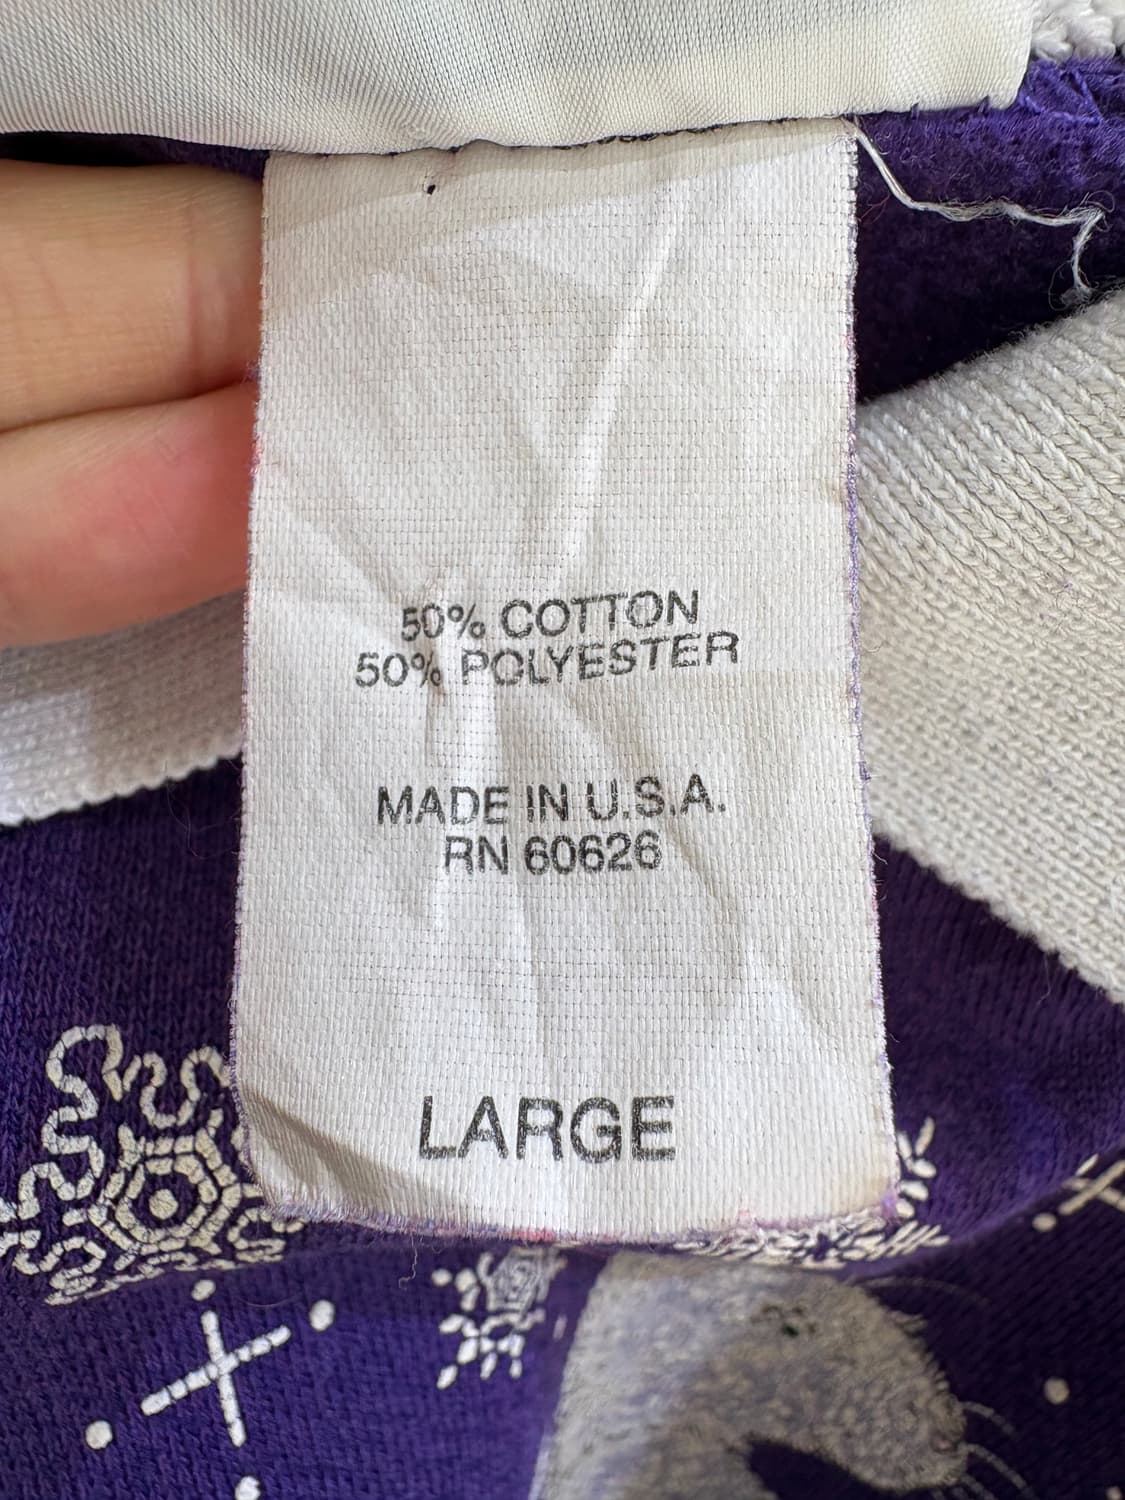 50% COTTON
50% POLYESTER
MADE IN U.S.A.
RN 60626
LARGE